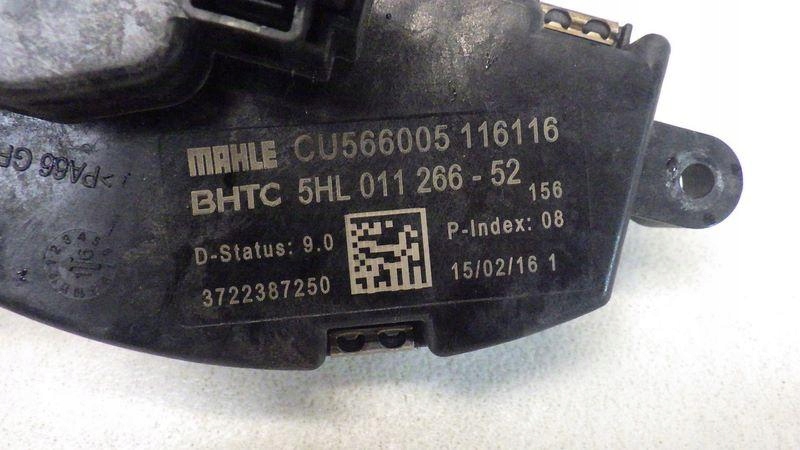 MAHLE CU566005 116116
BHTC 5HL 011 266 - 52 156
D-Status: 9.0 P-Index: 08
3722387250 15/02/16 1
>PA66 GF